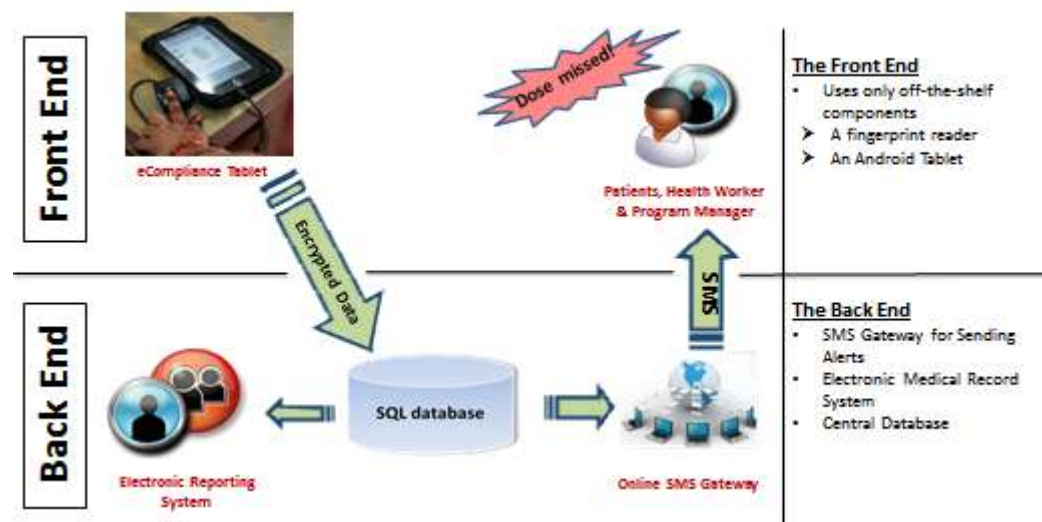 Front End
eCompliance Tablet
Dose missed!
Patients, Health Worker
& Program Manager
The Front End
• Uses only off-the-shelf
components
➤ A fingerprint reader
➤ An Android Tablet
Encrypted Data
SMS
Back End
SQL database
Electronic Reporting
System
Online SMS Gateway
The Back End
• SMS Gateway for Sending
Alerts
• Electronic Medical Record
System
• Central Database